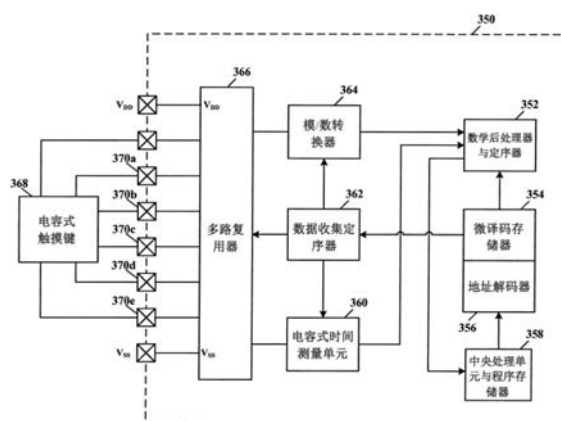 350
366
364
352
V_DD
V_DD
模/数转
换器
数学后处理器
与定序器
370a
368
362
354
370b
电容式
触摸键
多路复
用器
数据收集定
序器
微译码存
储器
370c
370d
地址解码器
360
356
370e
358
电容式时间
测量单元
中央处理单
元与程序存
储器
V_SS
V_SS